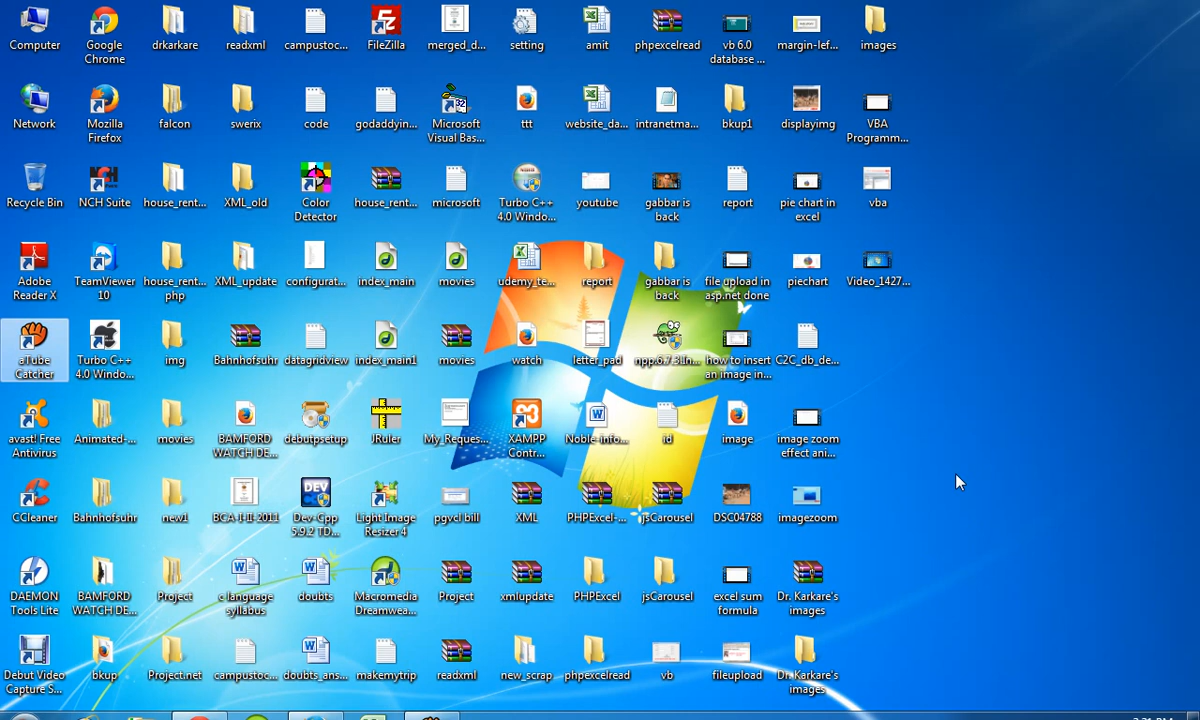 Computer
Google
Chrome
drkarkare
readxml
campustoc...
FileZilla
merged_d...
setting
amit
phpexcelread
vb 6.0
database ...
margin-lef...
images
Network
Mozilla
Firefox
falcon
swerix
code
godaddyin...
Microsoft
Visual Bas...
ttt
website_da...
intranetma...
bkup1
displayimg
VBA
Programm...
Recycle Bin
NCH Suite
house_rent...
XML_old
Color
Detector
house_rent...
microsoft
Turbo C++
4.0 Windo...
youtube
gabbar is
back
report
pie chart in
excel
vba
Adobe
Reader X
TeamViewer
10
house_rent...
php
XML_update
configurat...
index_main
movies
udemy_te...
report
gabbar is
back
file upload in
asp.net done
piechart
Video_1427...
aTube
Catcher
Turbo C++
4.0 Windo...
img
Bahnhofsuhr
datagridview
index_main1
movies
watch
letter_pad
npp.6.7.3.In...
how to insert
an image in...
C2C_db_de...
avast! Free
Antivirus
Animated-...
movies
BAMFORD
WATCH DE...
debutpsetup
JRuler
My_Reques...
XAMPP
Contr...
Noble-info...
id
image
image zoom
effect ani...
CCleaner
Bahnhofsuhr
new1
BCA-I-II-2011
DEV
Dev-Cpp
5.9.2 TD...
Light Image
Resizer 4
pgvcl bill
XML
PHPExcel-...
jsCarousel
DSC04788
imagezoom
DAEMON
Tools Lite
BAMFORD
WATCH DE...
Project
c language
syllabus
doubts
Macromedia
Dreamwea...
Project
xmlupdate
PHPExcel
jsCarousel
excel sum
formula
Dr. Karkare's
images
Debut Video
Capture S...
bkup
Project.net
campustoc...
doubts_ans...
makemytrip
readxml
new_scrap
phpexcelread
vb
fileupload
Dr. Karkare's
images